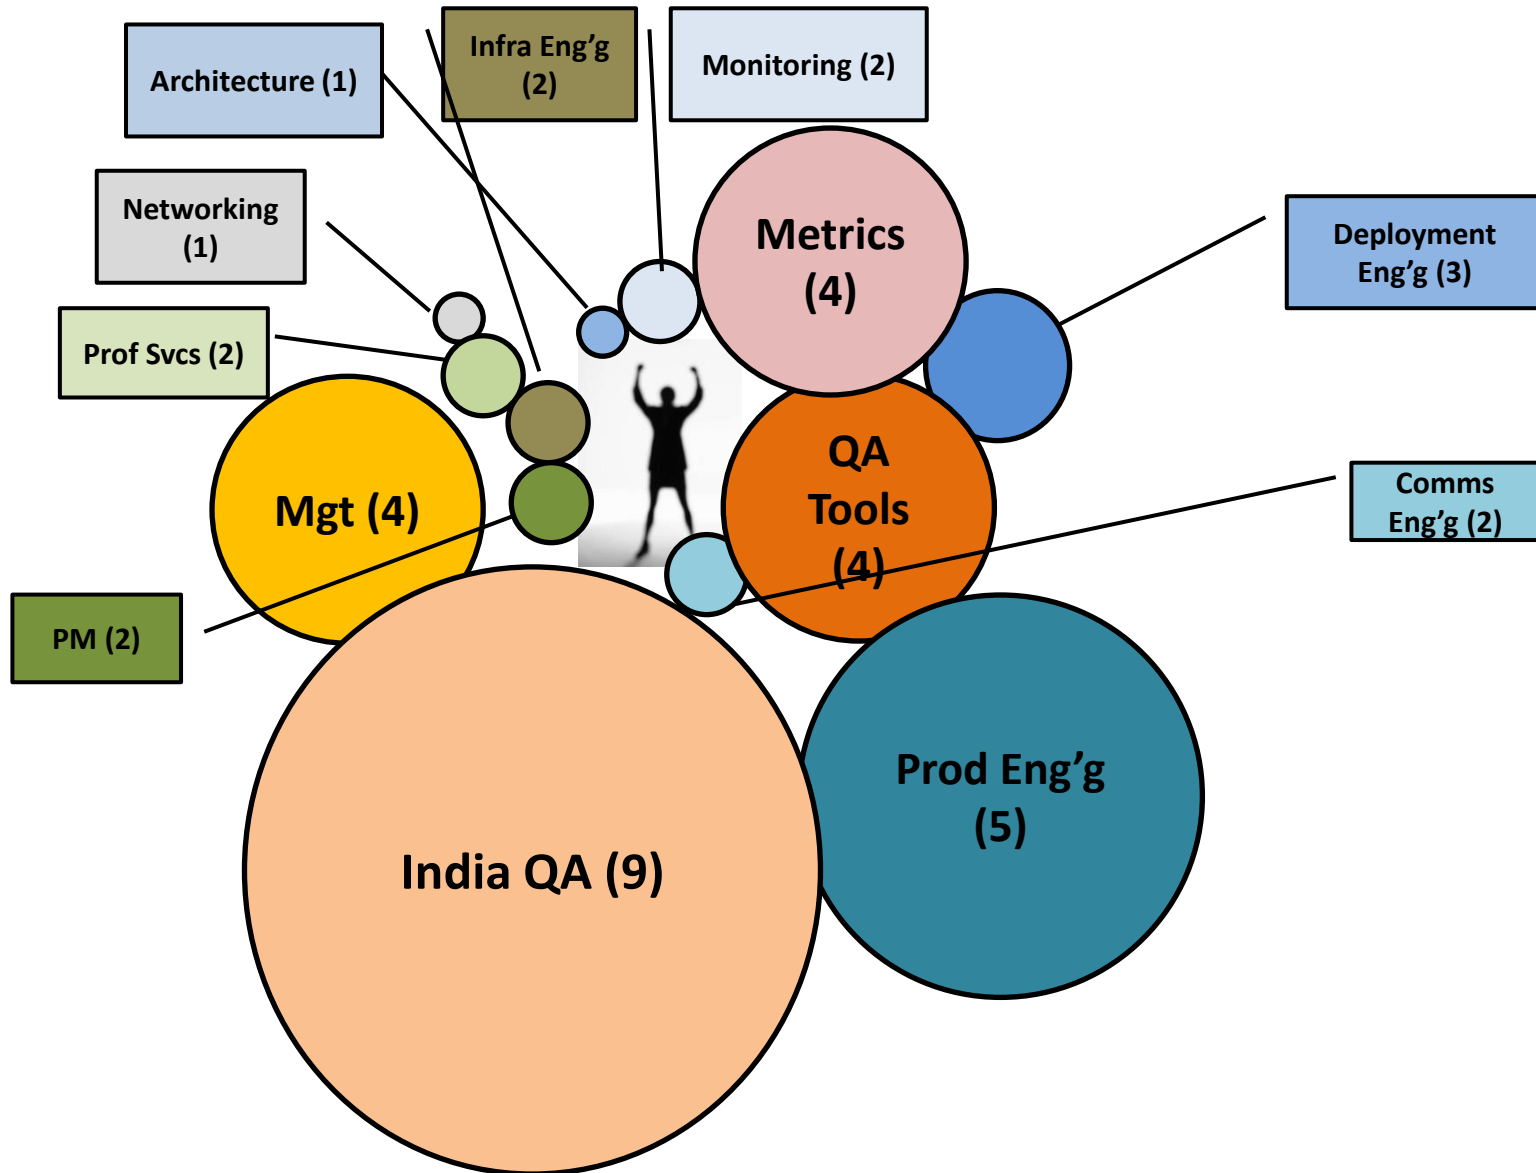 Infra Eng’g
(2)
Monitoring (2)
Architecture (1)
Networking
(1)
Metrics
(4)
Deployment
Eng’g (3)
Prof Svcs (2)
QA
Tools
(4)
Mgt (4)
Comms
Eng’g (2)
PM (2)
Prod Eng’g
(5)
India QA (9)